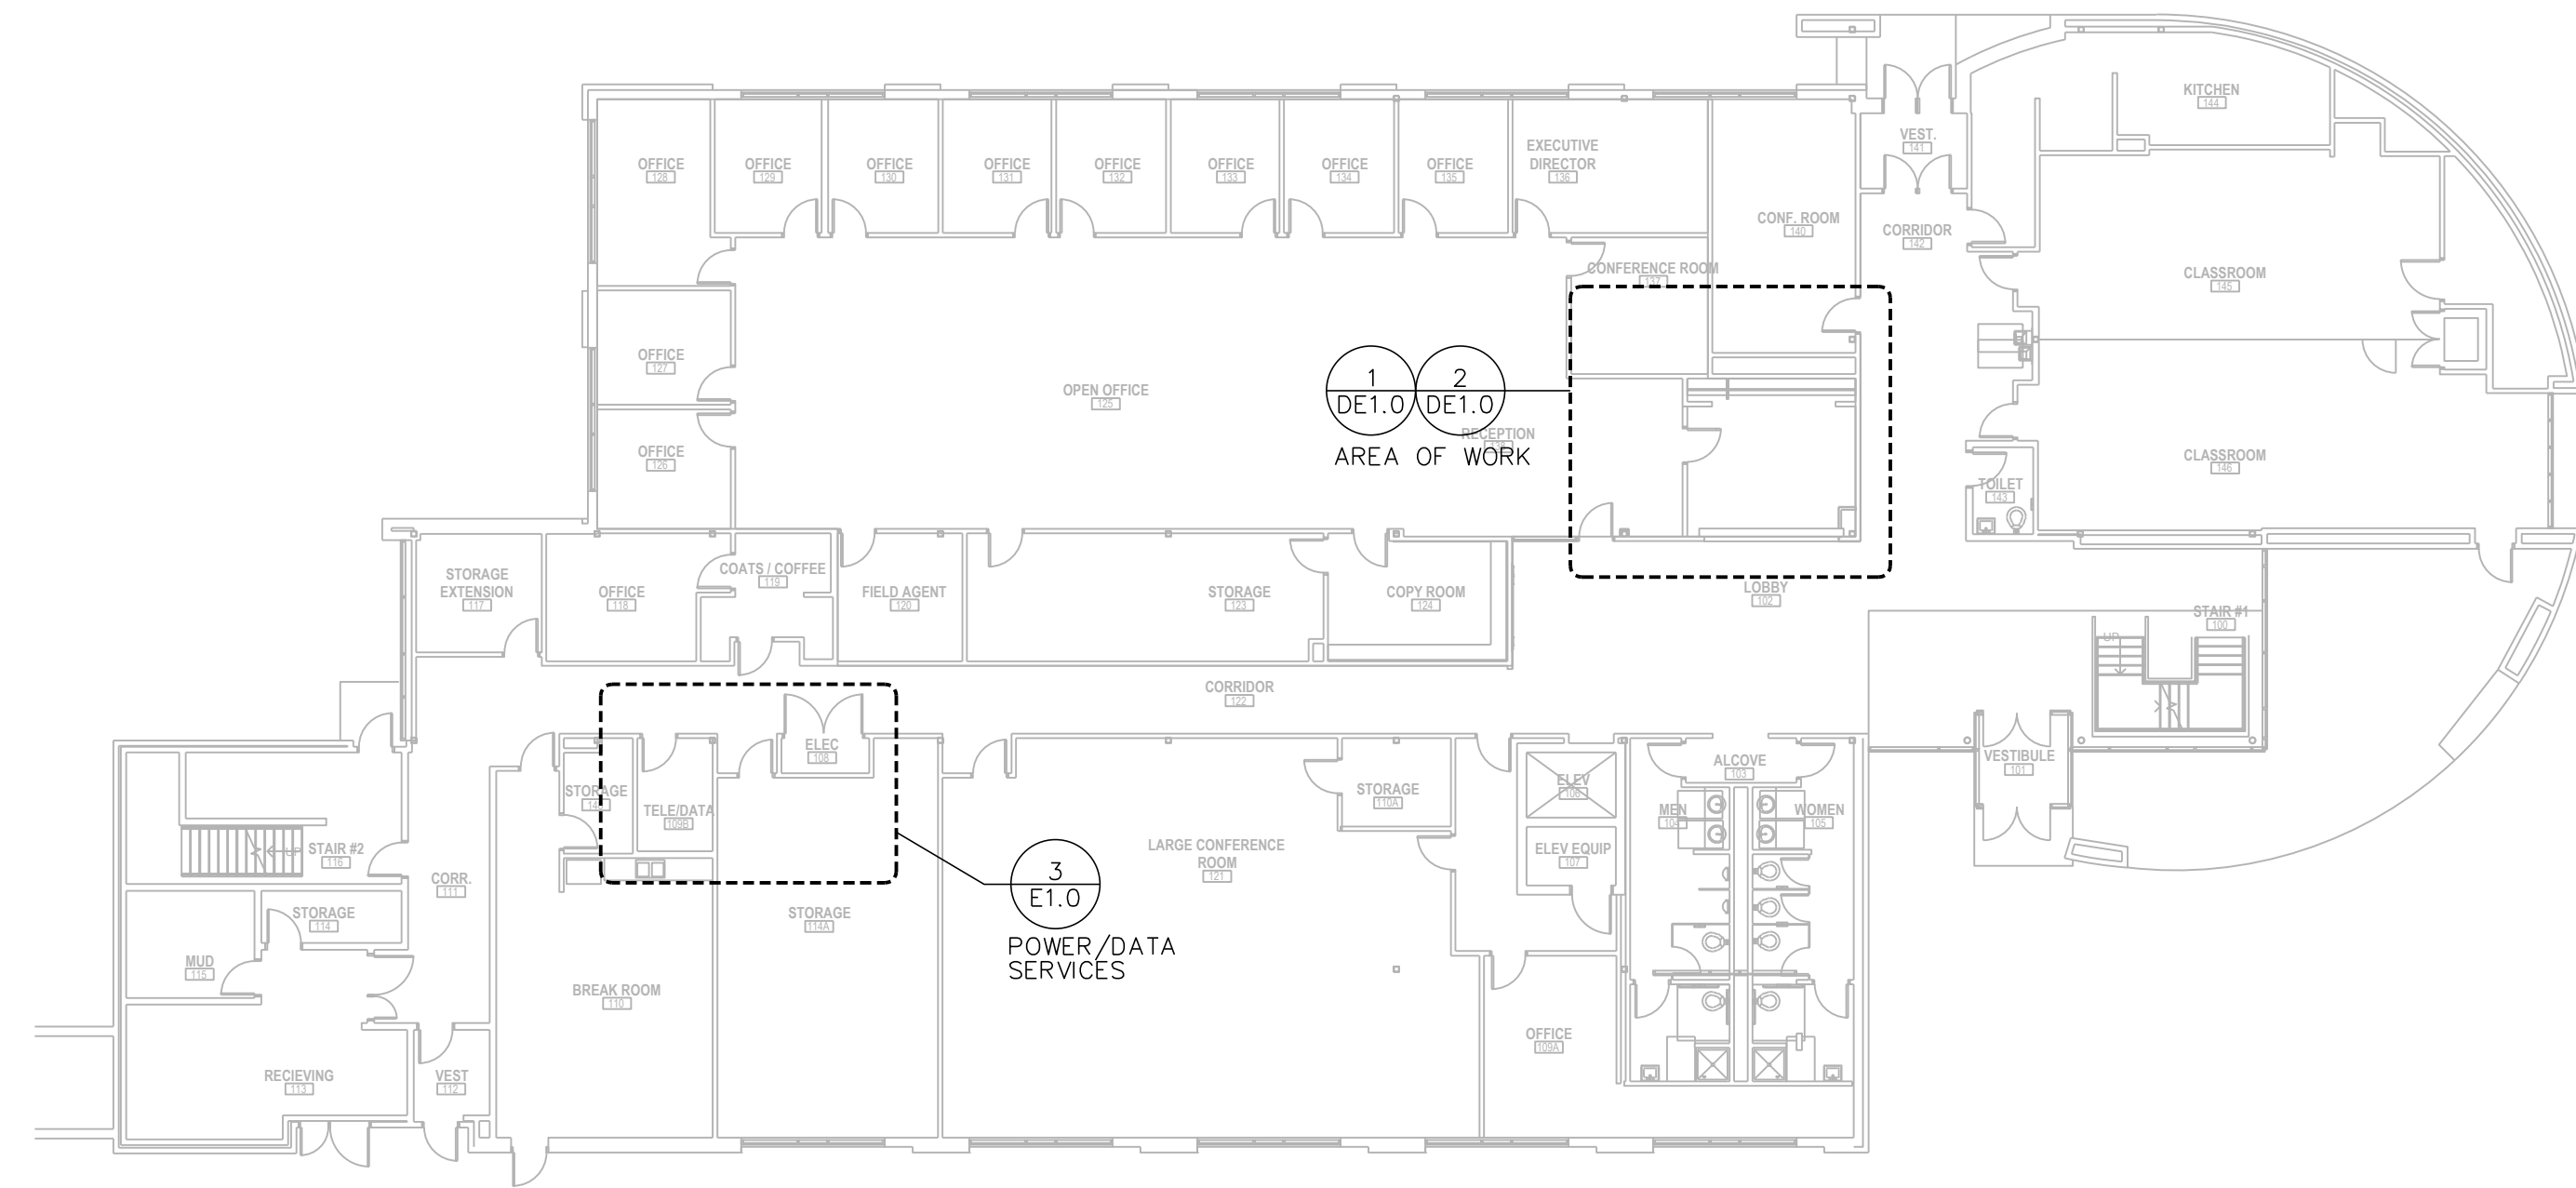 KITCHEN
144
VEST.
141
OFFICE
128
OFFICE
129
OFFICE
130
OFFICE
131
OFFICE
132
OFFICE
133
OFFICE
134
OFFICE
135
EXECUTIVE
DIRECTOR
136
CONF. ROOM
140
CORRIDOR
142
CONFERENCE ROOM
137
CLASSROOM
145
OFFICE
127
OPEN OFFICE
125
1
DE1.0
2
DE1.0
RECEPTION
AREA OF WORK
OFFICE
126
CLASSROOM
146
TOILET
143
STORAGE
EXTENSION
117
OFFICE
118
COATS / COFFEE
119
FIELD AGENT
120
STORAGE
123
COPY ROOM
124
LOBBY
102
STAIR #1
100
UP
CORRIDOR
122
ELEC
108
VESTIBULE
101
ALCOVE
103
STORAGE
TELE/DATA
109B
STORAGE
110A
ELEV
106
MEN
104
WOMEN
105
STAIR #2
116
UP
LARGE CONFERENCE
ROOM
121
ELEV EQUIP
107
CORR.
111
3
E1.0
POWER/DATA
SERVICES
STORAGE
114
STORAGE
114A
MUD
115
BREAK ROOM
110
OFFICE
109A
RECIEVING
113
VEST
112